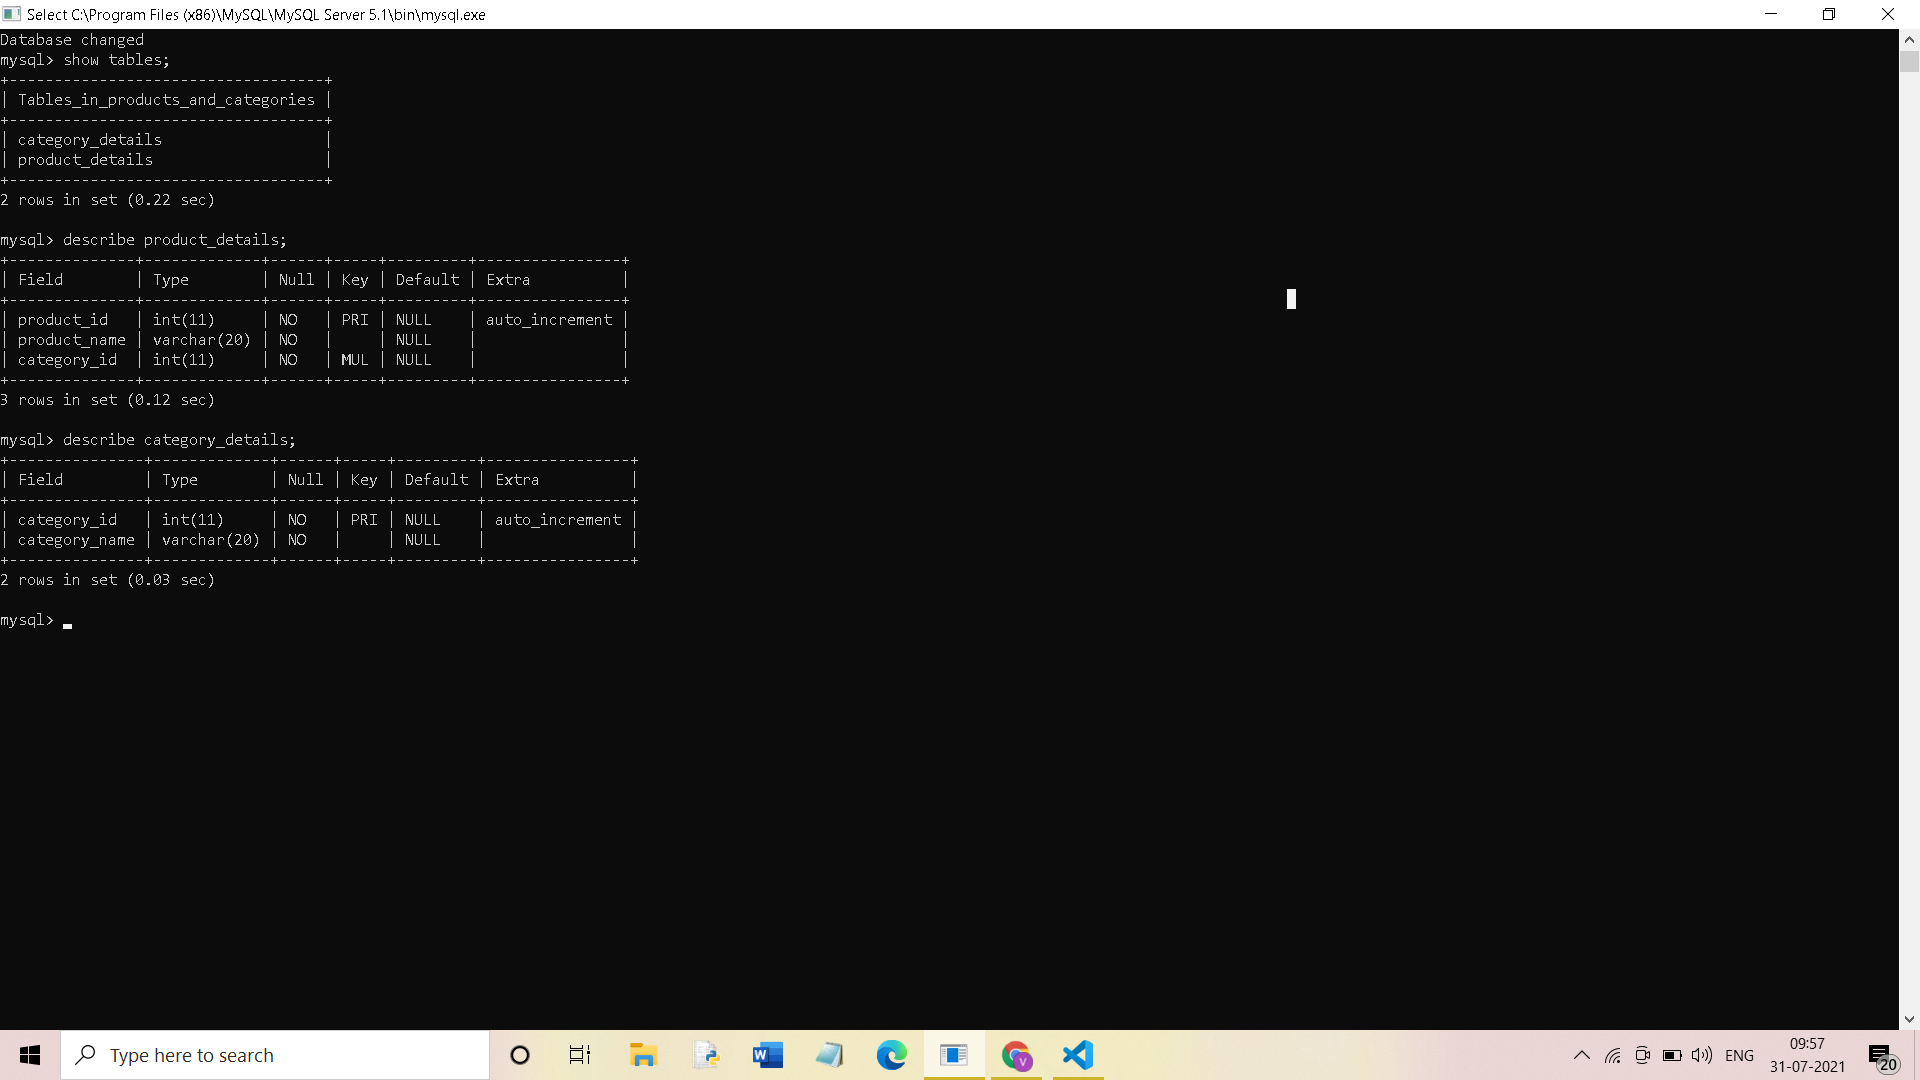 Select C:\Program Files (x86)\MySQL\MySQL Server 5.1\bin\mysql.exe
Database changed
mysql> show tables;
+-----------------------------------+
| Tables_in_products_and_categories |
+-----------------------------------+
| category_details                  |
| product_details                   |
+-----------------------------------+
2 rows in set (0.22 sec)

mysql> describe product_details;
+--------------+-------------+------+-----+---------+----------------+
| Field        | Type        | Null | Key | Default | Extra          |
+--------------+-------------+------+-----+---------+----------------+
| product_id   | int(11)     | NO   | PRI | NULL    | auto_increment |
| product_name | varchar(20) | NO   |     | NULL    |                |
| category_id  | int(11)     | NO   | MUL | NULL    |                |
+--------------+-------------+------+-----+---------+----------------+
3 rows in set (0.12 sec)

mysql> describe category_details;
+---------------+-------------+------+-----+---------+----------------+
| Field         | Type        | Null | Key | Default | Extra          |
+---------------+-------------+------+-----+---------+----------------+
| category_id   | int(11)     | NO   | PRI | NULL    | auto_increment |
| category_name | varchar(20) | NO   |     | NULL    |                |
+---------------+-------------+------+-----+---------+----------------+
2 rows in set (0.03 sec)

mysql> _
Type here to search
ENG
09:57
31-07-2021
20